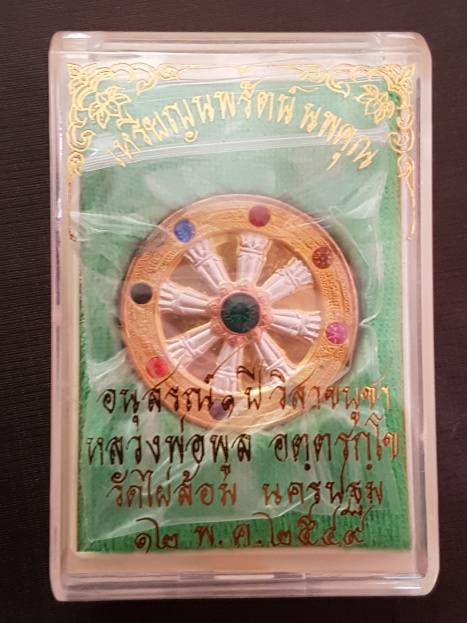 เหรียญนพรัตน์ นพคุณ
อนุสรณ์ ๑ ปี วิสาขบูชา
หลวงพ่อพูล อตฺตรกฺโข
วัดไผ่ล้อม นครปฐม
๑๒ พ.ค. ๒๕๔๙